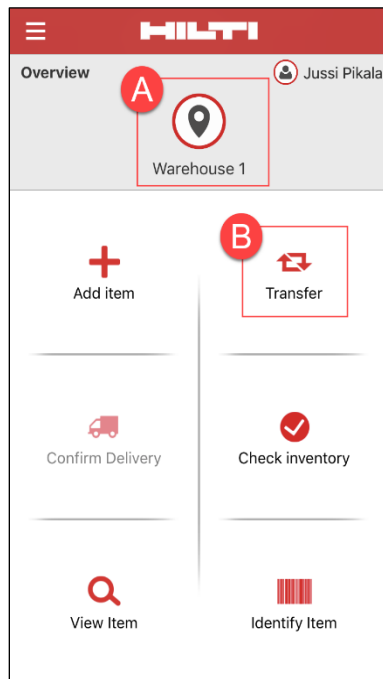 HILTI
Overview
Jussi Pikala
A
Warehouse 1
B
Add item
Transfer
Confirm Delivery
Check inventory
View Item
Identify Item